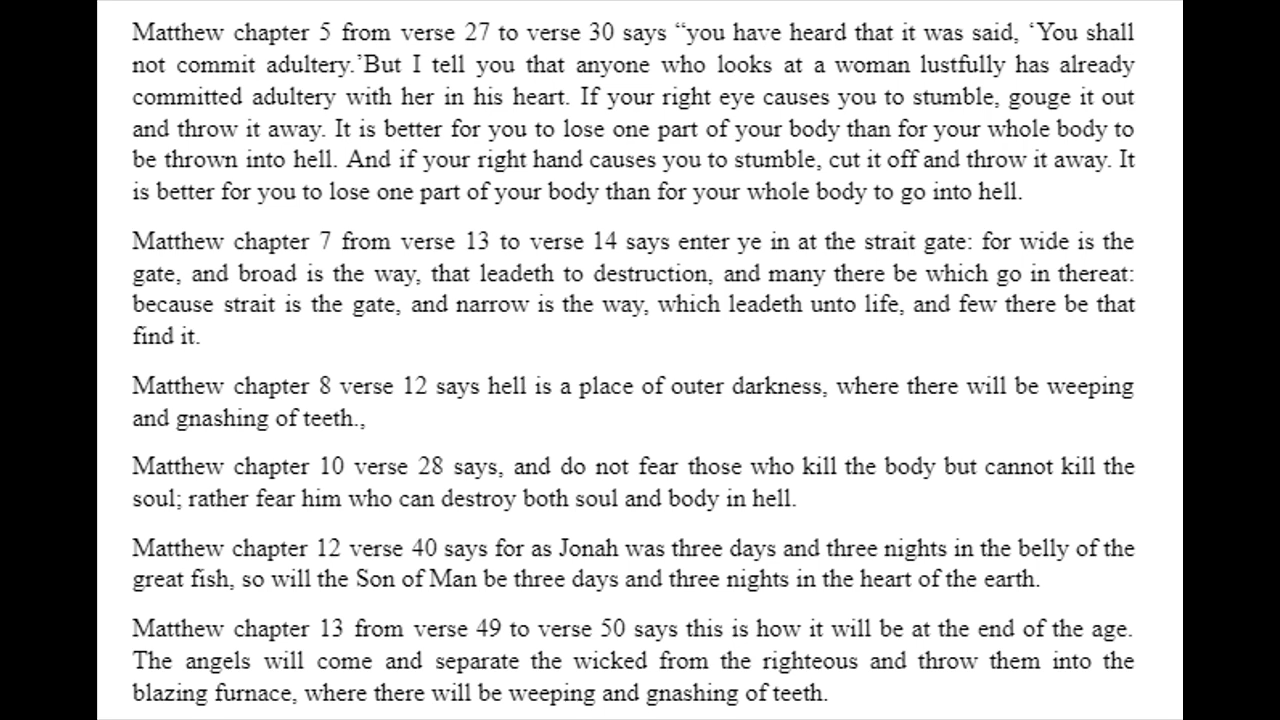 Matthew chapter 5 from verse 27 to verse 30 says “you have heard that it was said, ‘You shall
not commit adultery.’But I tell you that anyone who looks at a woman lustfully has already
committed adultery with her in his heart. If your right eye causes you to stumble, gouge it out
and throw it away. It is better for you to lose one part of your body than for your whole body to
be thrown into hell. And if your right hand causes you to stumble, cut it off and throw it away. It
is better for you to lose one part of your body than for your whole body to go into hell.
Matthew chapter 7 from verse 13 to verse 14 says enter ye in at the strait gate: for wide is the
gate, and broad is the way, that leadeth to destruction, and many there be which go in thereat:
because strait is the gate, and narrow is the way, which leadeth unto life, and few there be that
find it.
Matthew chapter 8 verse 12 says hell is a place of outer darkness, where there will be weeping
and gnashing of teeth.,
Matthew chapter 10 verse 28 says, and do not fear those who kill the body but cannot kill the
soul; rather fear him who can destroy both soul and body in hell.
Matthew chapter 12 verse 40 says for as Jonah was three days and three nights in the belly of the
great fish, so will the Son of Man be three days and three nights in the heart of the earth.
Matthew chapter 13 from verse 49 to verse 50 says this is how it will be at the end of the age.
The angels will come and separate the wicked from the righteous and throw them into the
blazing furnace, where there will be weeping and gnashing of teeth.